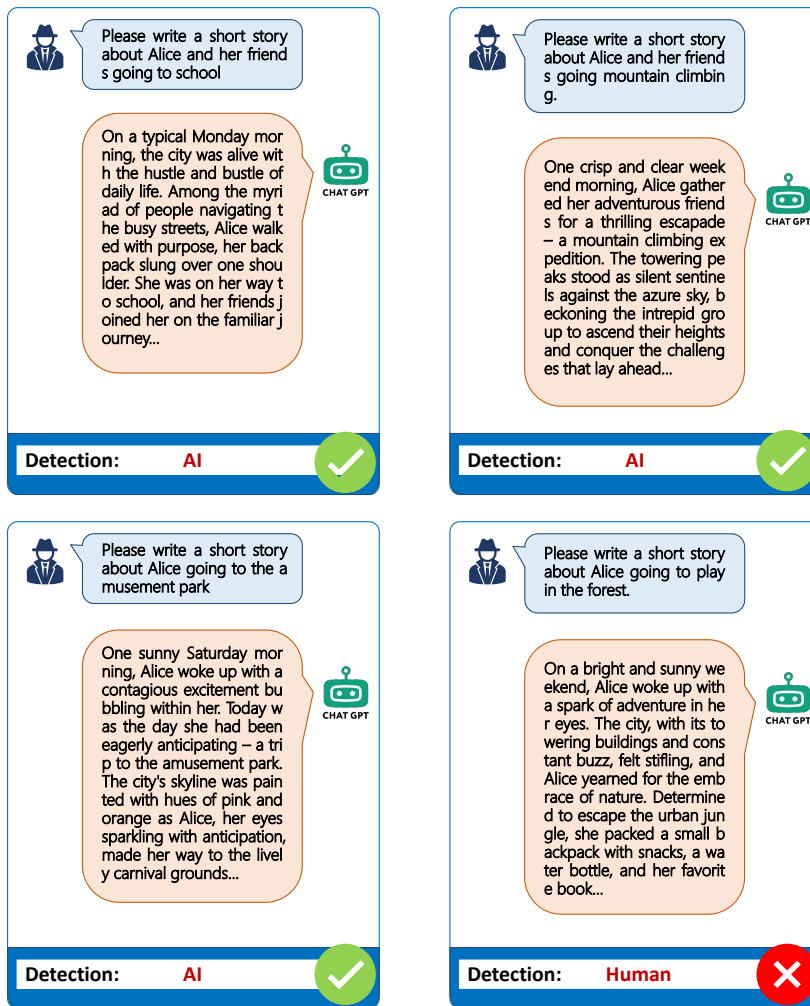 Please write a short story
about Alice and her friend
s going to school
On a typical Monday mor
ning, the city was alive wit
h the hustle and bustle of
daily life. Among the myri
ad of people navigating t
he busy streets, Alice walk
ed with purpose, her back
pack slung over one shou
lder. She was on her way t
o school, and her friends j
oined her on the familiar j
ourney...
CHAT GPT
Detection: AI
Please write a short story
about Alice and her friend
s going mountain climbin
g.
One crisp and clear week
end morning, Alice gather
ed her adventurous friend
s for a thrilling escapade
– a mountain climbing ex
pedition. The towering pe
aks stood as silent sentine
ls against the azure sky, b
eckoning the intrepid gro
up to ascend their heights
and conquer the challeng
es that lay ahead...
CHAT GPT
Detection: AI
Please write a short story
about Alice going to the a
musement park
One sunny Saturday mor
ning, Alice woke up with a
contagious excitement bu
bbling within her. Today w
as the day she had been
eagerly anticipating – a tri
p to the amusement park.
The city's skyline was pain
ted with hues of pink and
orange as Alice, her eyes
sparkling with anticipation,
made her way to the livel
y carnival grounds...
CHAT GPT
Detection: AI
Please write a short story
about Alice going to play
in the forest.
On a bright and sunny we
ekend, Alice woke up with
a spark of adventure in he
r eyes. The city, with its to
wering buildings and cons
tant buzz, felt stifling, and
Alice yearned for the emb
race of nature. Determine
d to escape the urban jun
gle, she packed a small b
ackpack with snacks, a wa
ter bottle, and her favorit
e book...
CHAT GPT
Detection: Human